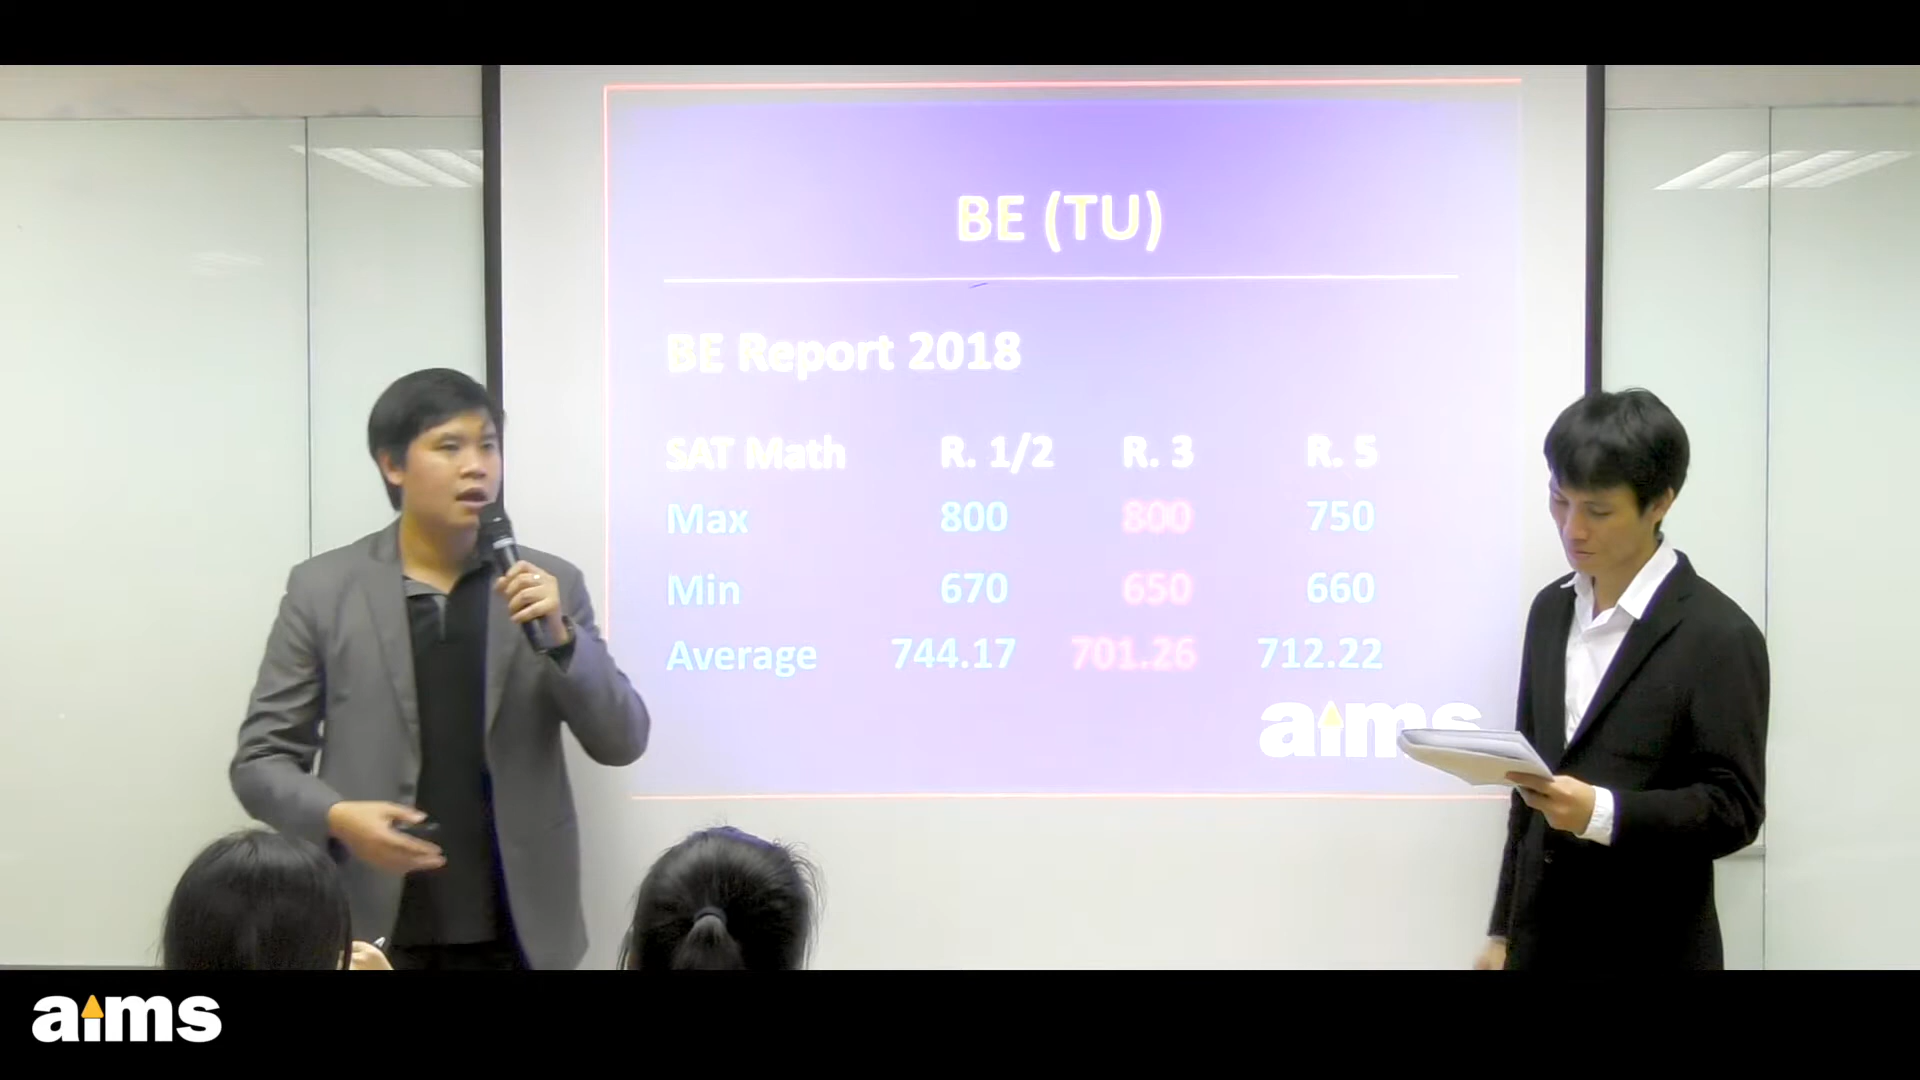 BE (TU)
BE Report 2018
SAT Math R. 1/2 R. 3 R. 5
Max 800 800 750
Min 670 650 660
Average 744.17 701.26 712.22
aims
aims